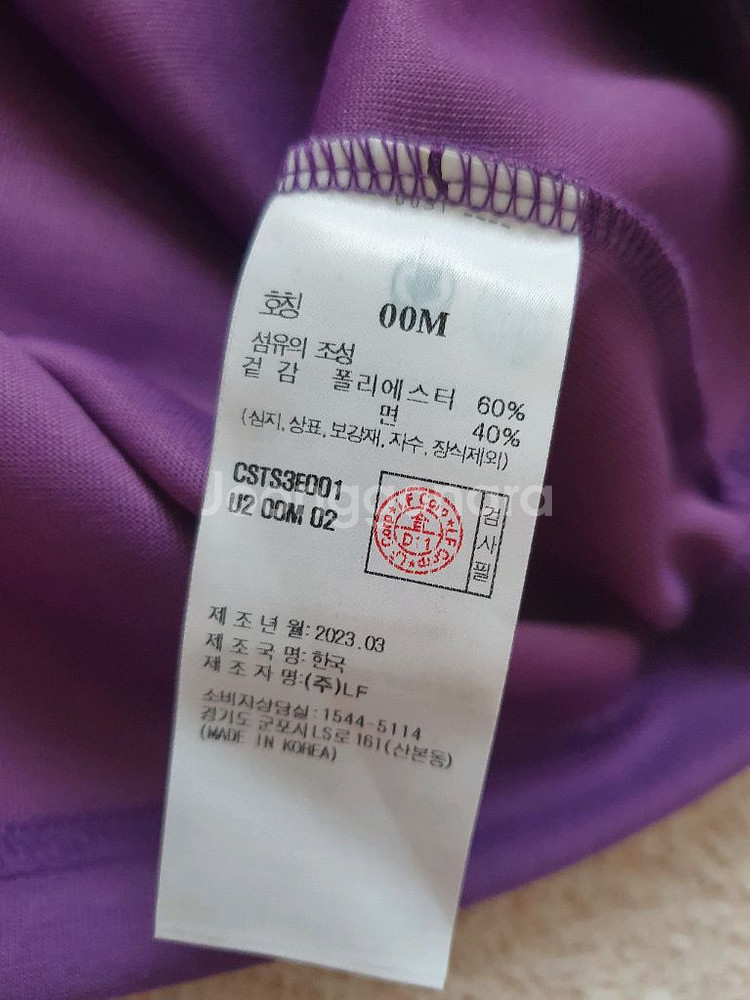 호칭 00M
섬유의 조성
겉감 폴리에스터 60%
면 40%
(심지, 상표, 보강재, 자수, 장식제외)
CSTS3E001
U2 00M 02
검사필
제조년월: 2023.03
제조국명: 한국
제조자명: (주)LF
소비자상담실: 1544-5114
경기도 군포시 LS로 161(산본동)
(MADE IN KOREA)